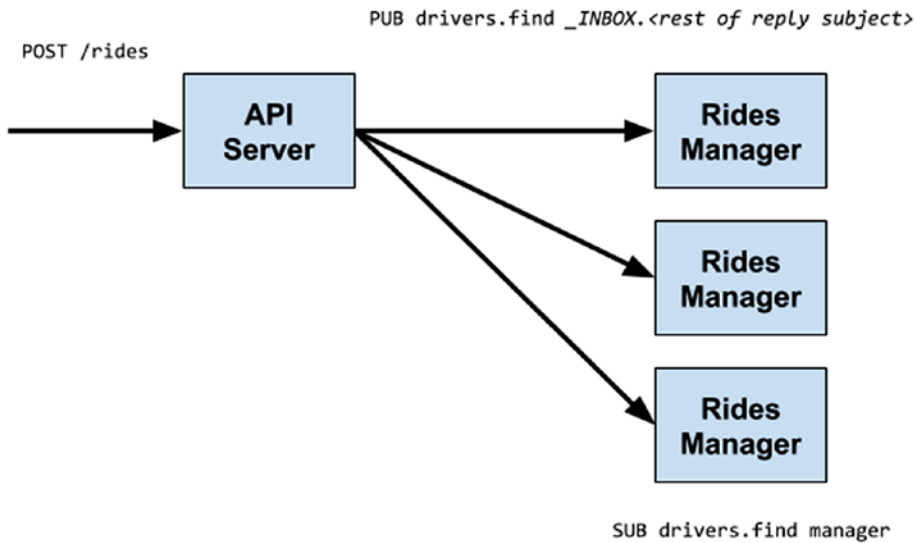 PUB drivers.find _INBOX.<rest of reply subject>
POST /rides
API
Server
Rides
Manager
Rides
Manager
Rides
Manager
SUB drivers.find manager